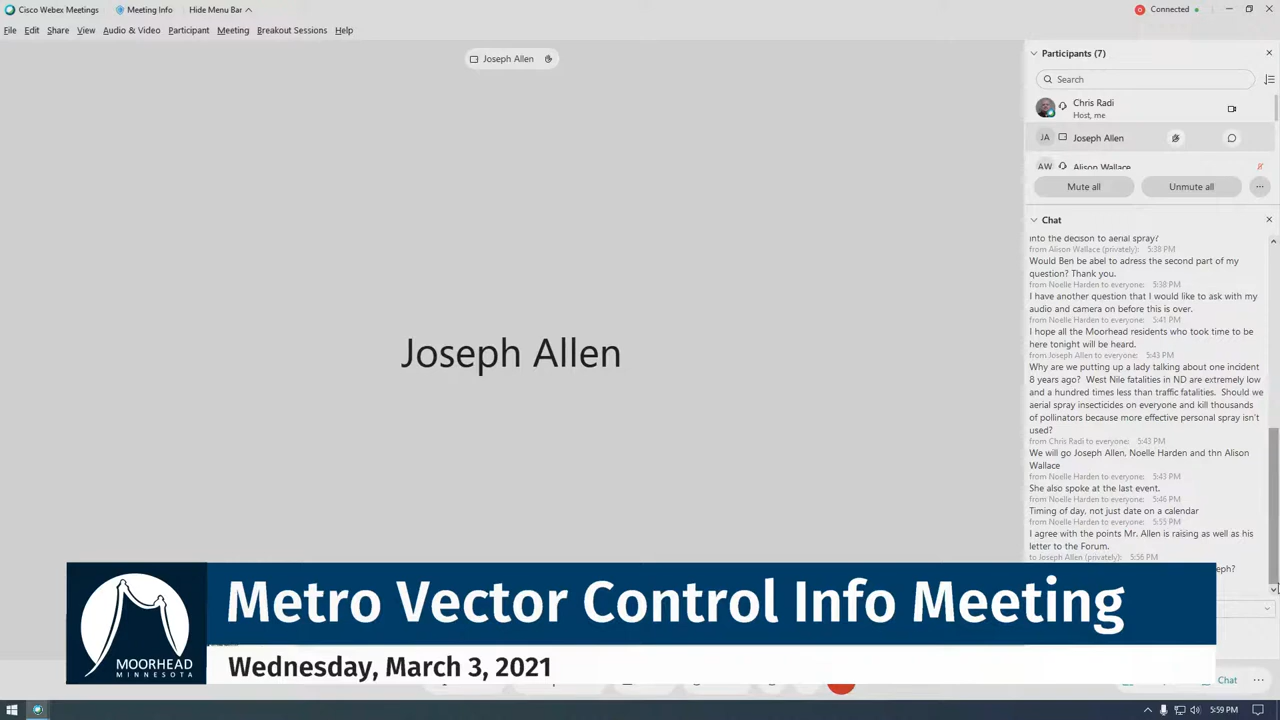 Cisco Webex Meetings
Meeting Info
Hide Menu Bar
Connected
File Edit Share View Audio & Video Participant Meeting Breakout Sessions Help
Joseph Allen
Participants (7)
Search
Chris Radi
Host, me
JA Joseph Allen
AW Alison Wallace
Mute all
Unmute all
Chat
into the decison to aerial spray?
from Alison Wallace (privately): 5:38 PM
Would Ben be abel to adress the second part of my
question? Thank you.
from Noelle Harden to everyone: 5:38 PM
I have another question that I would like to ask with my
audio and camera on before this is over.
from Noelle Harden to everyone: 5:41 PM
I hope all the Moorhead residents who took time to be
here tonight will be heard.
from Joseph Allen to everyone: 5:43 PM
Why are we putting up a lady talking about one incident
8 years ago? West Nile fatalities in ND are extremely low
and a hundred times less than traffic fatalities. Should we
aerial spray insecticides on everyone and kill thousands
of pollinators because more effective personal spray isn't
used?
from Chris Radi to everyone: 5:43 PM
We will go Joseph Allen, Noelle Harden and thn Alison
Wallace
from Noelle Harden to everyone: 5:43 PM
She also spoke at the last event.
from Noelle Harden to everyone: 5:46 PM
Timing of day, not just date on a calendar
from Noelle Harden to everyone: 5:55 PM
I agree with the points Mr. Allen is raising as well as his
letter to the Forum.
to Joseph Allen (privately): 5:56 PM
Joseph Allen
MOORHEAD
MINNESOTA
Metro Vector Control Info Meeting
Wednesday, March 3, 2021
Chat
5:59 PM